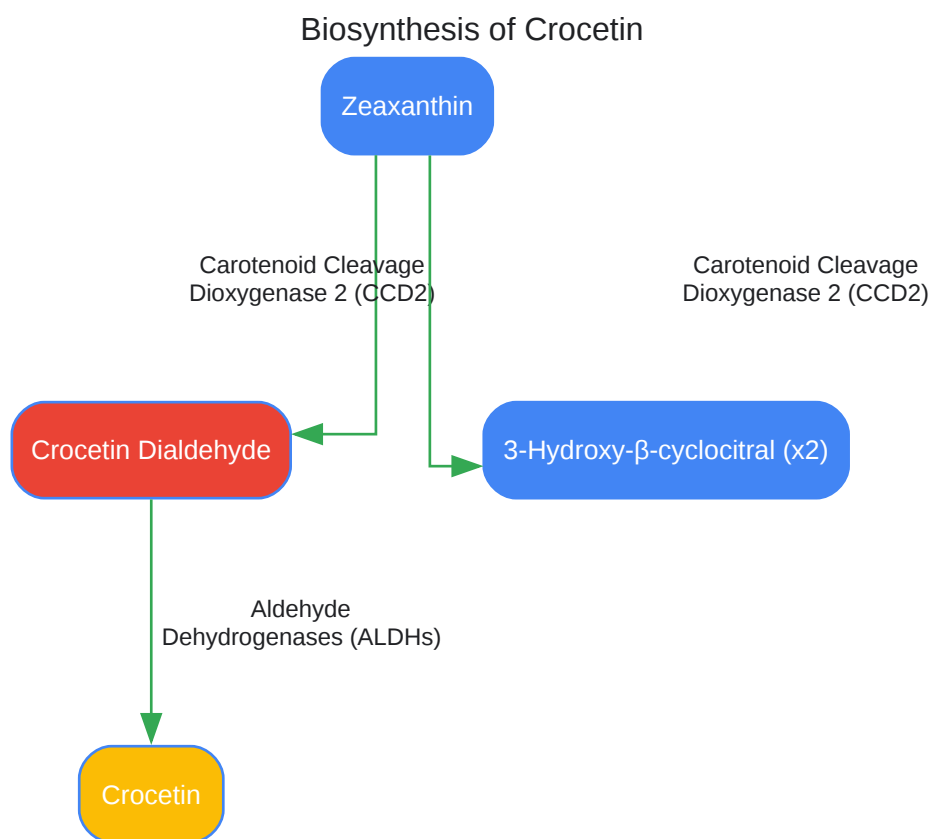 Biosynthesis of Crocetin
Zeaxanthin
Carotenoid Cleavage
Dioxygenase 2 (CCD2)
Carotenoid Cleavage
Dioxygenase 2 (CCD2)
Crocetin Dialdehyde
3-Hydroxy-β-cyclocitral (x2)
Aldehyde
Dehydrogenases (ALDHs)
Crocetin